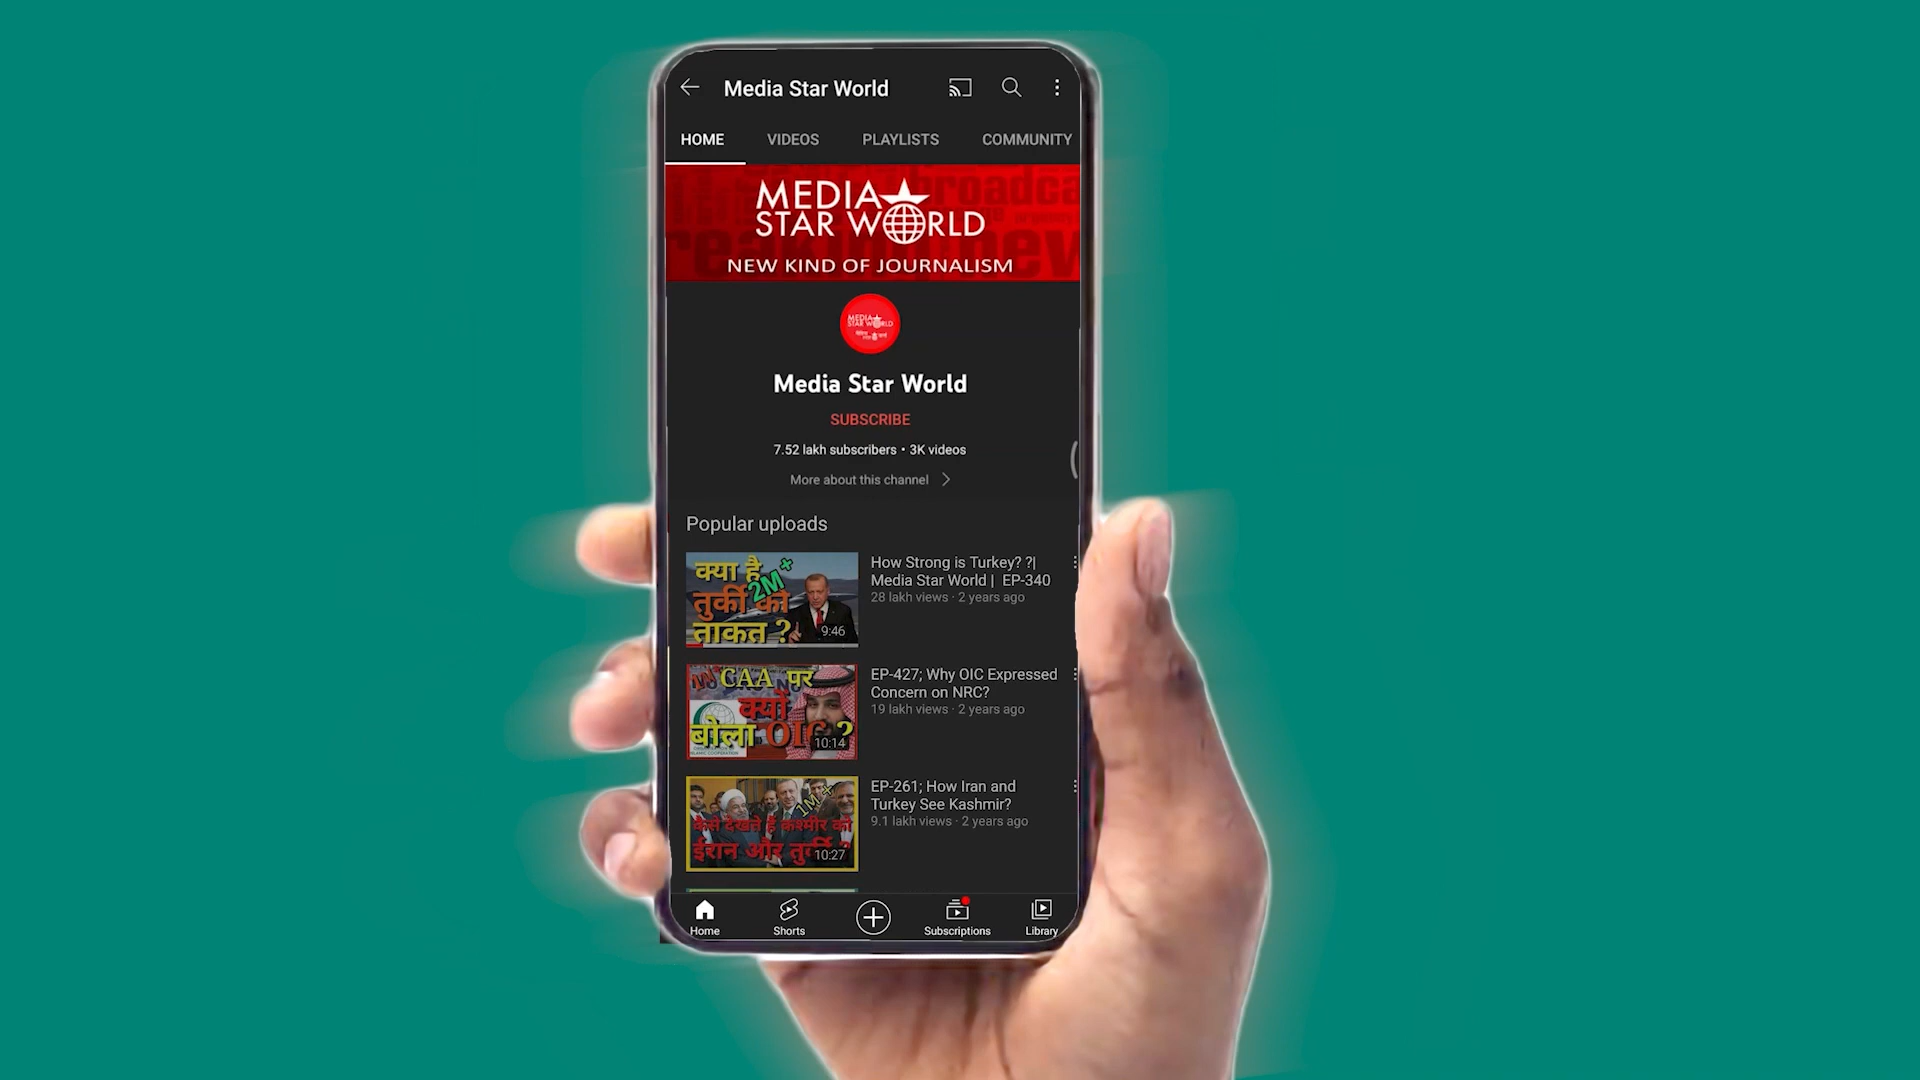 Media Star World
HOME VIDEOS PLAYLISTS COMMUNITY
MEDIA
STAR WORLD
NEW KIND OF JOURNALISM
MEDIA
STAR WORLD
Media Star World
SUBSCRIBE
7.52 lakh subscribers • 3K videos
More about this channel
Popular uploads
क्या है
2M+
तुर्की की
ताकत ?
9:46
How Strong is Turkey? ?|
Media Star World | EP-340
28 lakh views · 2 years ago
CAA पर
क्यों
बोला OIC ?
10:14
EP-427; Why OIC Expressed
Concern on NRC?
19 lakh views · 2 years ago
1M+
कैसे देखते हैं कश्मीर को
ईरान और
10:27
EP-261; How Iran and
Turkey See Kashmir?
9.1 lakh views · 2 years ago
Home Shorts Subscriptions Library